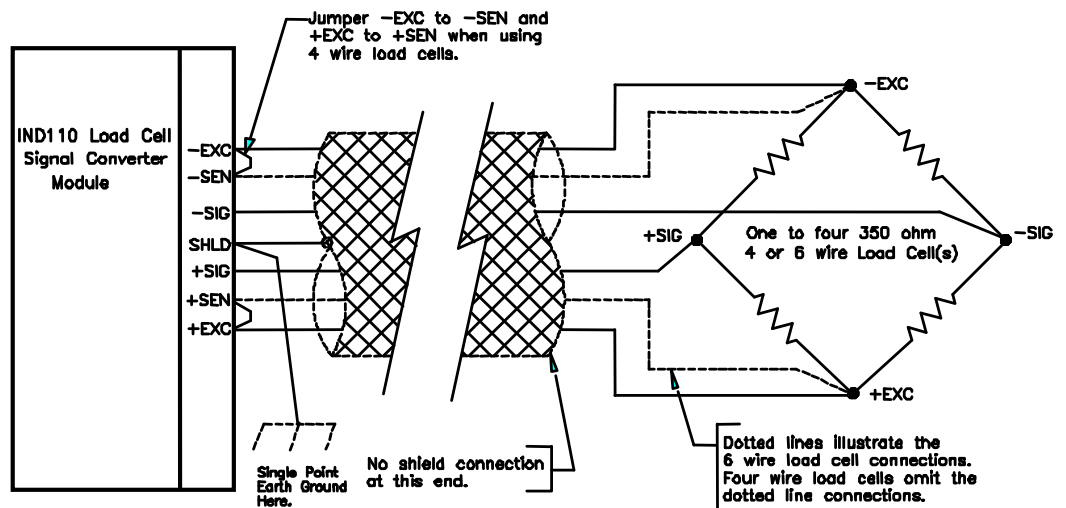 Jumper -EXC to -SEN and
+EXC to +SEN when using
4 wire load cells.
IND110 Load Cell
Signal Converter
Module
-EXC
-SEN
-SIG
SHLD
+SIG
+SEN
+EXC
-EXC
+SIG
One to four 350 ohm
4 or 6 wire Load Cell(s)
-SIG
+EXC
Single Point
Earth Ground
Here.
No shield connection
at this end.
Dotted lines illustrate the
6 wire load cell connections.
Four wire load cells omit the
dotted line connections.